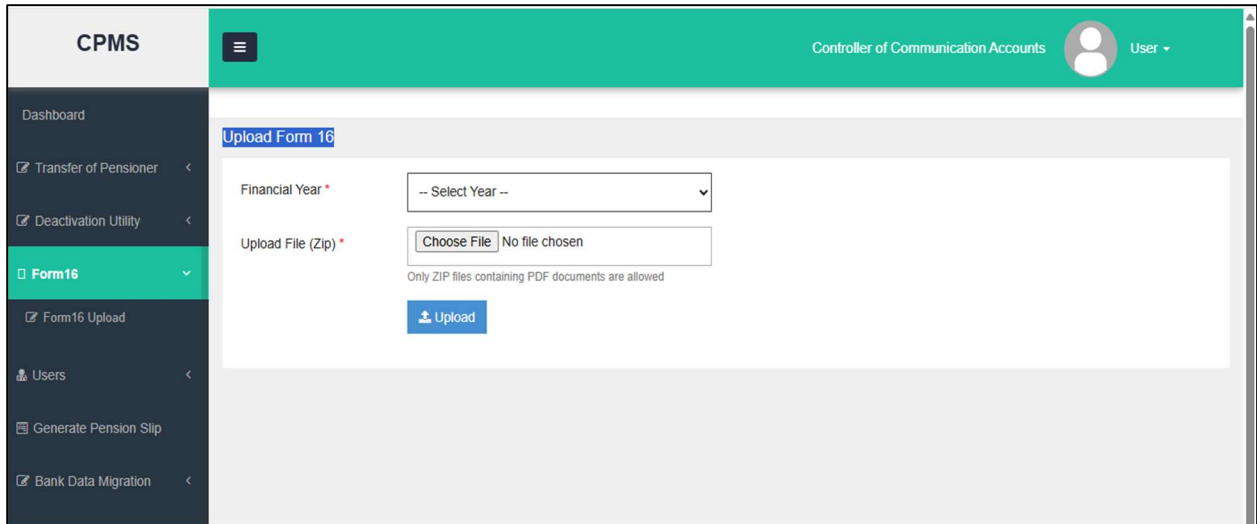 CPMS
Controller of Communication Accounts
User
Dashboard
Transfer of Pensioner
Deactivation Utility
Form16
Form16 Upload
Users
Generate Pension Slip
Bank Data Migration
Upload Form 16
Financial Year *
-- Select Year --
Upload File (Zip) *
Choose File No file chosen
Only ZIP files containing PDF documents are allowed
Upload